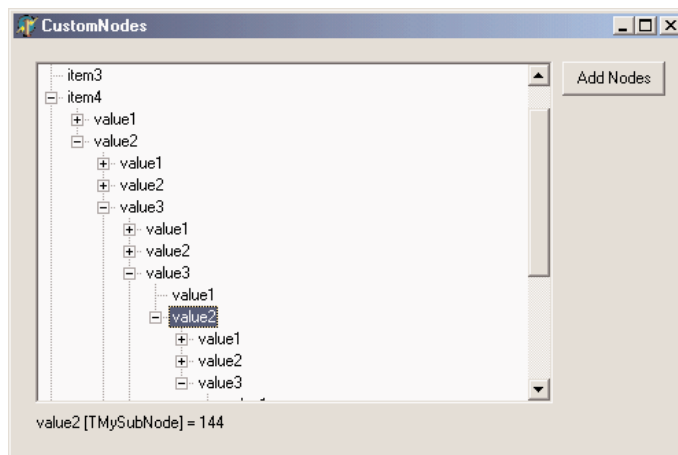 CustomNodes
item3
Add Nodes
item4
value1
value2
value1
value2
value3
value1
value2
value3
value1
value2
value1
value2
value3
value2 [TMySubNode] = 144